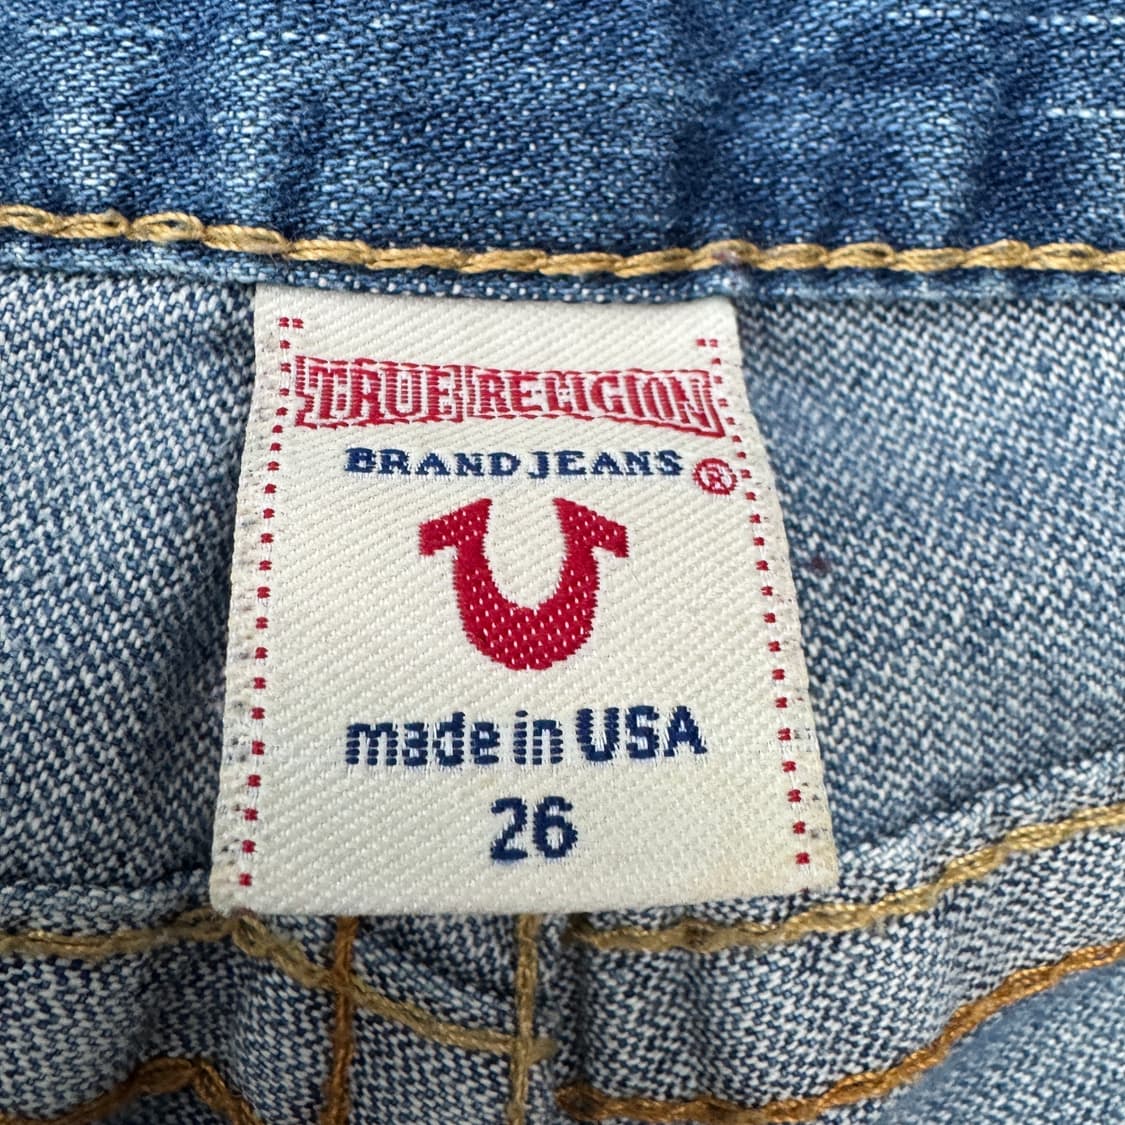 TRUE RELIGION
BRAND JEANS ®
made in USA
26